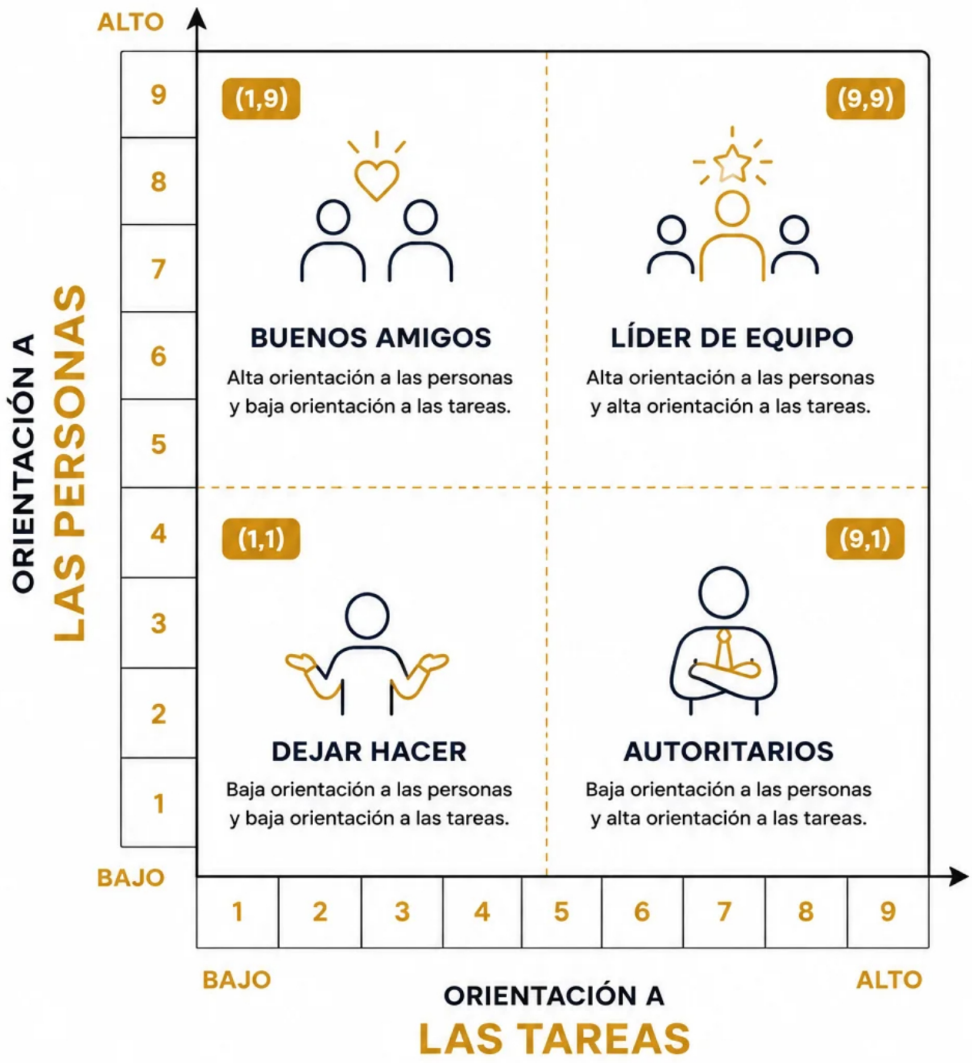 ALTO
9
8
7
6
5
4
3
2
1
BAJO
ORIENTACIÓN A
LAS PERSONAS
(1,9)
BUENOS AMIGOS
Alta orientación a las personas
y baja orientación a las tareas.
(9,9)
LÍDER DE EQUIPO
Alta orientación a las personas
y alta orientación a las tareas.
(1,1)
DEJAR HACER
Baja orientación a las personas
y baja orientación a las tareas.
(9,1)
AUTORITARIOS
Baja orientación a las personas
y alta orientación a las tareas.
1 2 3 4 5 6 7 8 9
BAJO
ALTO
ORIENTACIÓN A
LAS TAREAS